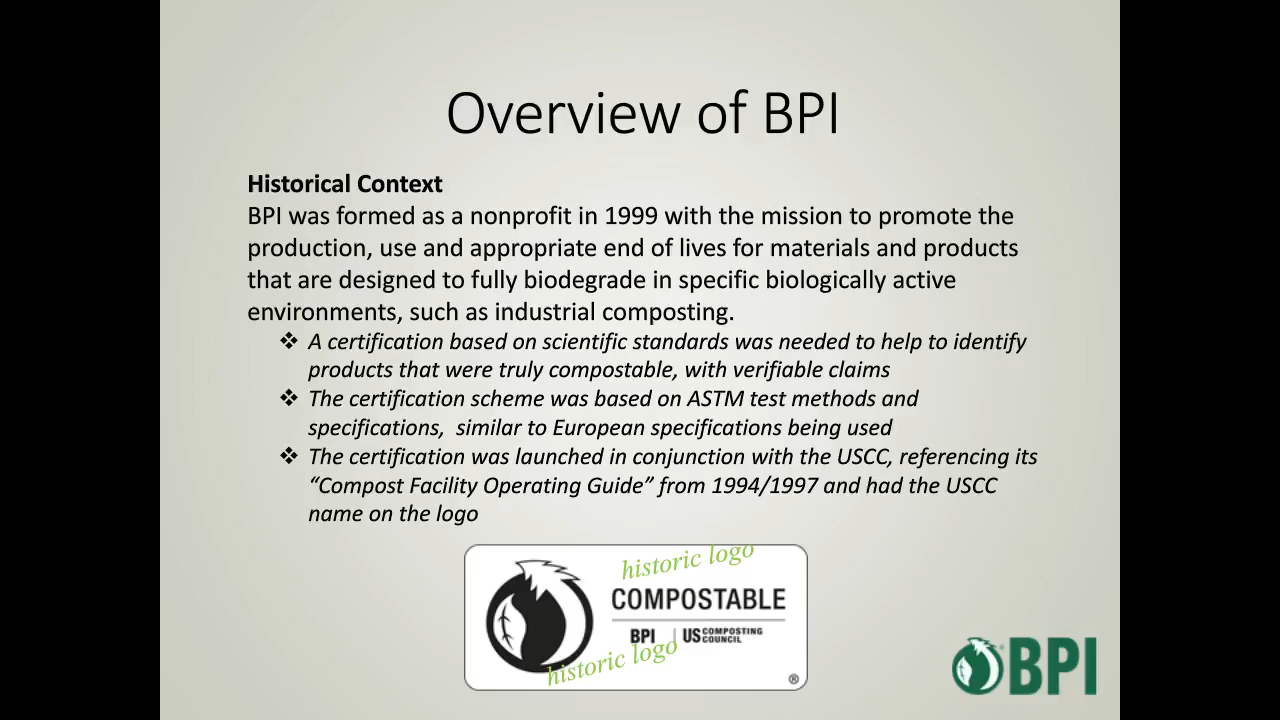 Overview of BPI
Historical Context
BPI was formed as a nonprofit in 1999 with the mission to promote the
production, use and appropriate end of lives for materials and products
that are designed to fully biodegrade in specific biologically active
environments, such as industrial composting.
❖ A certification based on scientific standards was needed to help to identify
products that were truly compostable, with verifiable claims
❖ The certification scheme was based on ASTM test methods and
specifications,  similar to European specifications being used
❖ The certification was launched in conjunction with the USCC, referencing its
“Compost Facility Operating Guide” from 1994/1997 and had the USCC
name on the logo
historic logo
COMPOSTABLE
BPI | US COMPOSTING COUNCIL
historic logo
®
BPI